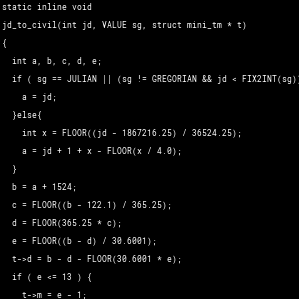 static inline void
jd_to_civil(int jd, VALUE sg, struct mini_tm * t)
{
int a, b, c, d, e;
if ( sg == JULIAN || (sg != GREGORIAN && jd < FIX2INT(sg)
a = jd;
}else{
int x = FLOOR((jd - 1867216.25) / 36524.25);
a = jd + 1 + x - FLOOR(x / 4.0);
}
b = a + 1524;
c = FLOOR((b - 122.1) / 365.25);
d = FLOOR(365.25 * c);
e = FLOOR((b - d) / 30.6001);
t->d = b - d - FLOOR(30.6001 * e);
if ( e <= 13 ) {
t->m = e - 1;